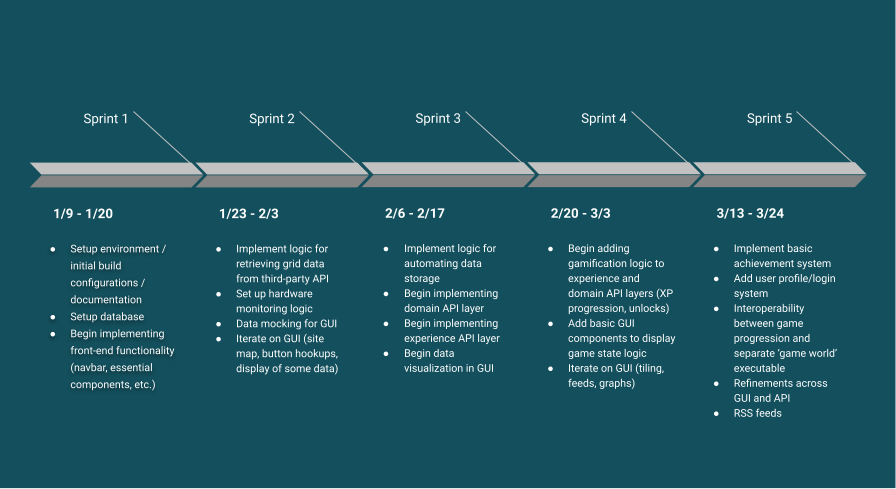 Sprint 1
Sprint 2
Sprint 3
Sprint 4
Sprint 5
1/9 - 1/20
● Setup environment /
initial build
configurations /
documentation
● Setup database
● Begin implementing
front-end functionality
(navbar, essential
components, etc.)
1/23 - 2/3
● Implement logic for
retrieving grid data
from third-party API
● Set up hardware
monitoring logic
● Data mocking for GUI
● Iterate on GUI (site
map, button hookups,
display of some data)
2/6 - 2/17
● Implement logic for
automating data
storage
● Begin implementing
domain API layer
● Begin implementing
experience API layer
● Begin data
visualization in GUI
2/20 - 3/3
● Begin adding
gamification logic to
experience and
domain API layers (XP
progression, unlocks)
● Add basic GUI
components to display
game state logic
● Iterate on GUI (tiling,
feeds, graphs)
3/13 - 3/24
● Implement basic
achievement system
● Add user profile/login
system
● Interoperability
between game
progression and
separate ‘game world’
executable
● Refinements across
GUI and API
● RSS feeds